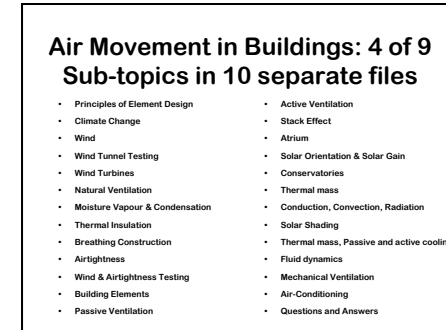 Air Movement in Buildings: 4 of 9
Sub-topics in 10 separate files
• Principles of Element Design
• Climate Change
• Wind
• Wind Tunnel Testing
• Wind Turbines
• Natural Ventilation
• Moisture Vapour & Condensation
• Thermal Insulation
• Breathing Construction
• Airtightness
• Wind & Airtightness Testing
• Building Elements
• Passive Ventilation
• Active Ventilation
• Stack Effect
• Atrium
• Solar Orientation & Solar Gain
• Conservatories
• Thermal mass
• Conduction, Convection, Radiation
• Solar Shading
• Thermal mass, Passive and active coolin
• Fluid dynamics
• Mechanical Ventilation
• Air-Conditioning
• Questions and Answers